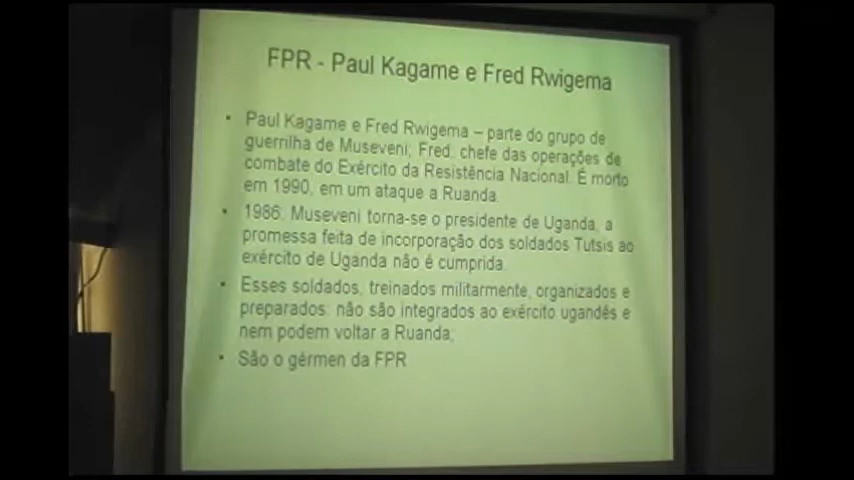 FPR - Paul Kagame e Fred Rwigema
• Paul Kagame e Fred Rwigema – parte do grupo de
guerrilha de Museveni; Fred: chefe das operações de
combate do Exército da Resistência Nacional. É morto
em 1990, em um ataque a Ruanda.
• 1986: Museveni torna-se o presidente de Uganda, a
promessa feita de incorporação dos soldados Tutsis ao
exército de Uganda não é cumprida.
• Esses soldados, treinados militarmente, organizados e
preparados: não são integrados ao exército ugandês e
nem podem voltar a Ruanda;
• São o gérmen da FPR